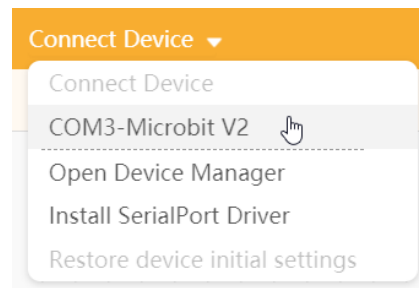 Connect Device
Connect Device
COM3-Microbit V2
Open Device Manager
Install SerialPort Driver
Restore device initial settings